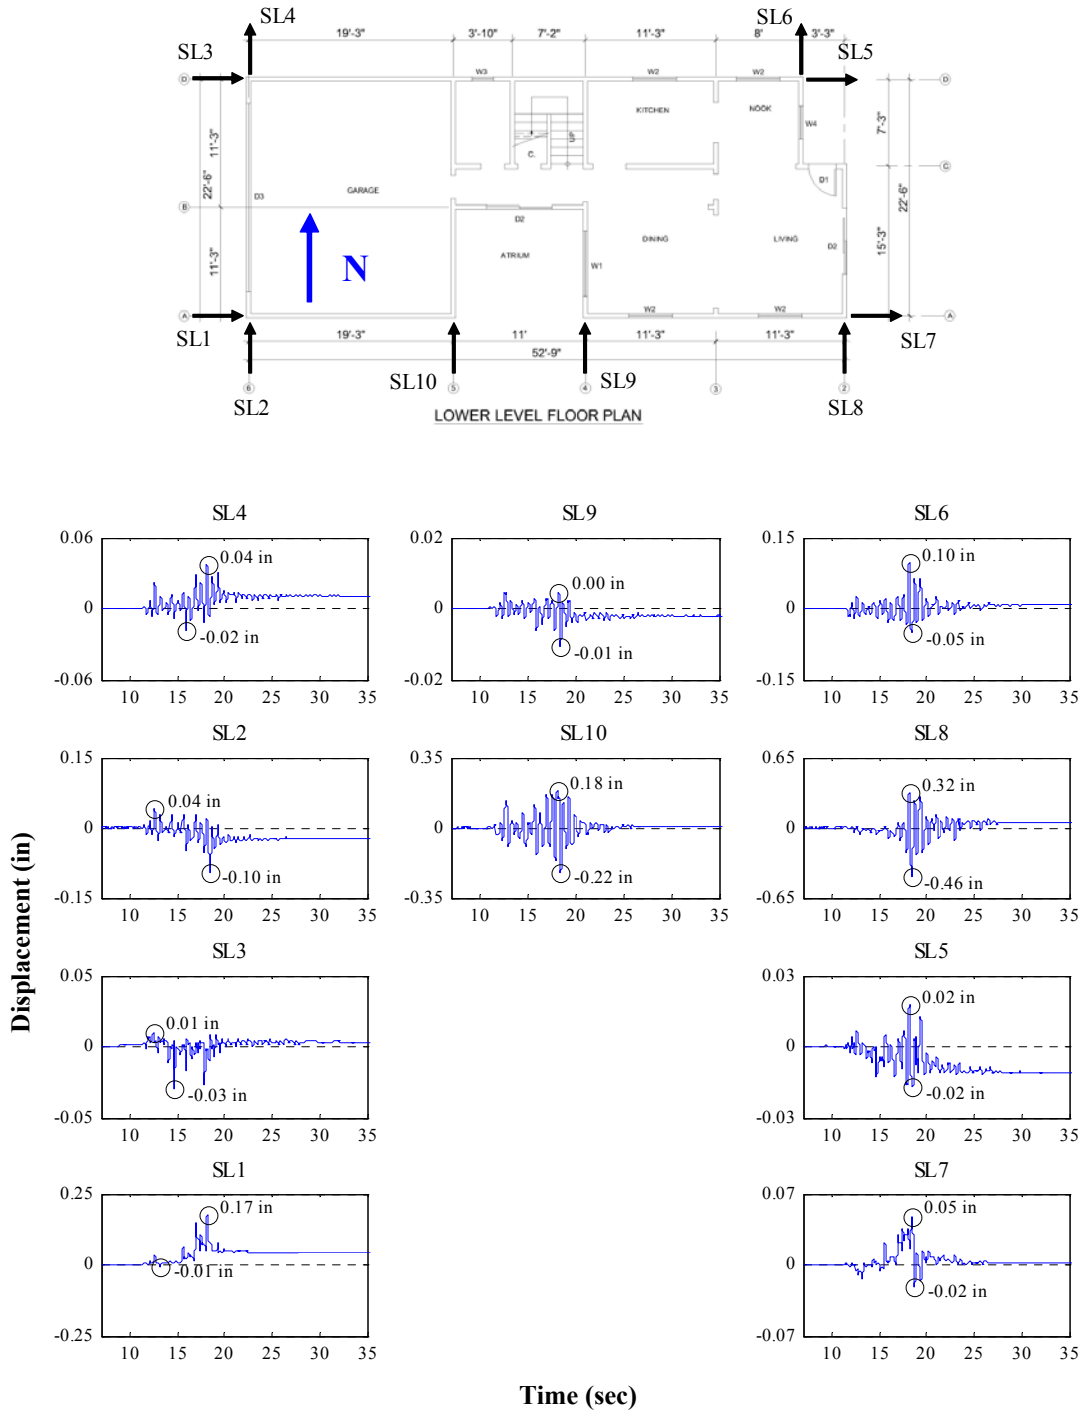 SL4
SL6
SL3
SL5
19'-3"
3'-10"
7'-2"
11'-3"
8'
3'-3"
W3
W2
W2
D
D
KITCHEN
NOOK
W4
UP
C.
7'-3"
11'-3"
22'-6"
D1
G
D3
GARAGE
B
D2
22'-6"
15'-3"
11'-3"
N
ATRIUM
W1
DINING
LIVING
D2
W2
W2
A
A
SL1
SL7
19'-3"
11'
11'-3"
11'-3"
52'-9"
SL10
SL9
6
5
4
3
2
SL2
SL8
LOWER LEVEL FLOOR PLAN
SL4
0.06
0
-0.06
0.04 in
-0.02 in
10 15 20 25 30 35
SL9
0.02
0
-0.02
0.00 in
-0.01 in
10 15 20 25 30 35
SL6
0.15
0
-0.15
0.10 in
-0.05 in
10 15 20 25 30 35
SL2
0.15
0
-0.15
0.04 in
-0.10 in
10 15 20 25 30 35
SL10
0.35
0
-0.35
0.18 in
-0.22 in
10 15 20 25 30 35
SL8
0.65
0
-0.65
0.32 in
-0.46 in
10 15 20 25 30 35
SL3
0.05
0
-0.05
0.01 in
-0.03 in
10 15 20 25 30 35
SL5
0.03
0
-0.03
0.02 in
-0.02 in
10 15 20 25 30 35
SL1
0.25
0
-0.25
0.17 in
-0.01 in
10 15 20 25 30 35
SL7
0.07
0
-0.07
0.05 in
-0.02 in
10 15 20 25 30 35
Displacement (in)
Time (sec)